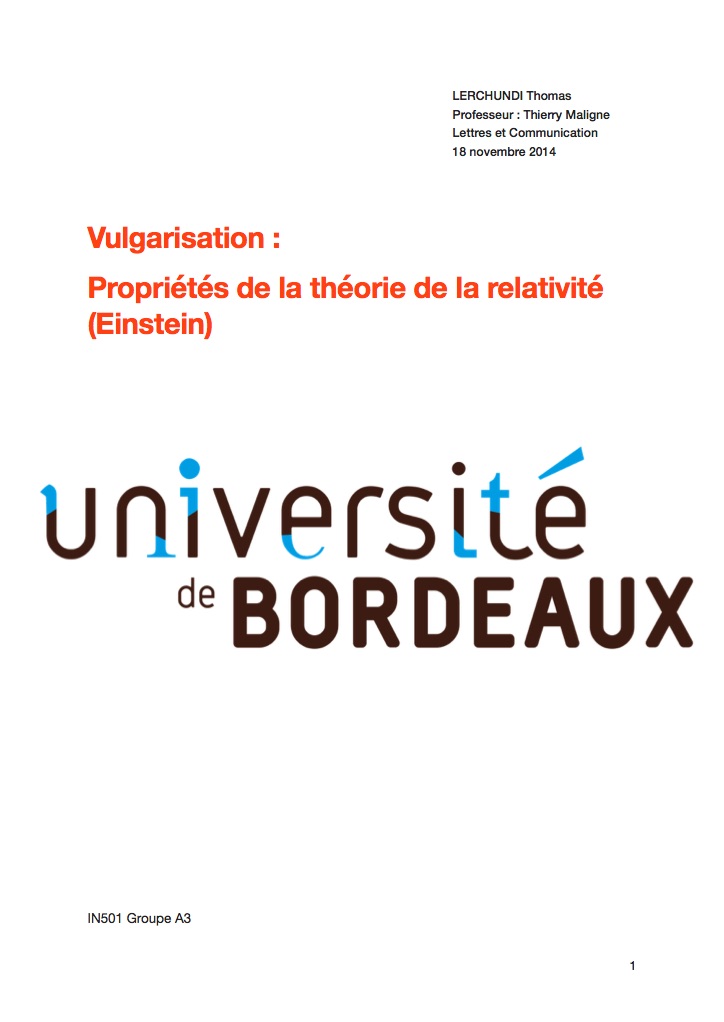 LERCHUNDI Thomas
Professeur : Thierry Maligne
Lettres et Communication
18 novembre 2014
Vulgarisation :
Propriétés de la théorie de la relativité
(Einstein)
université
de BORDEAUX
IN501 Groupe A3
1